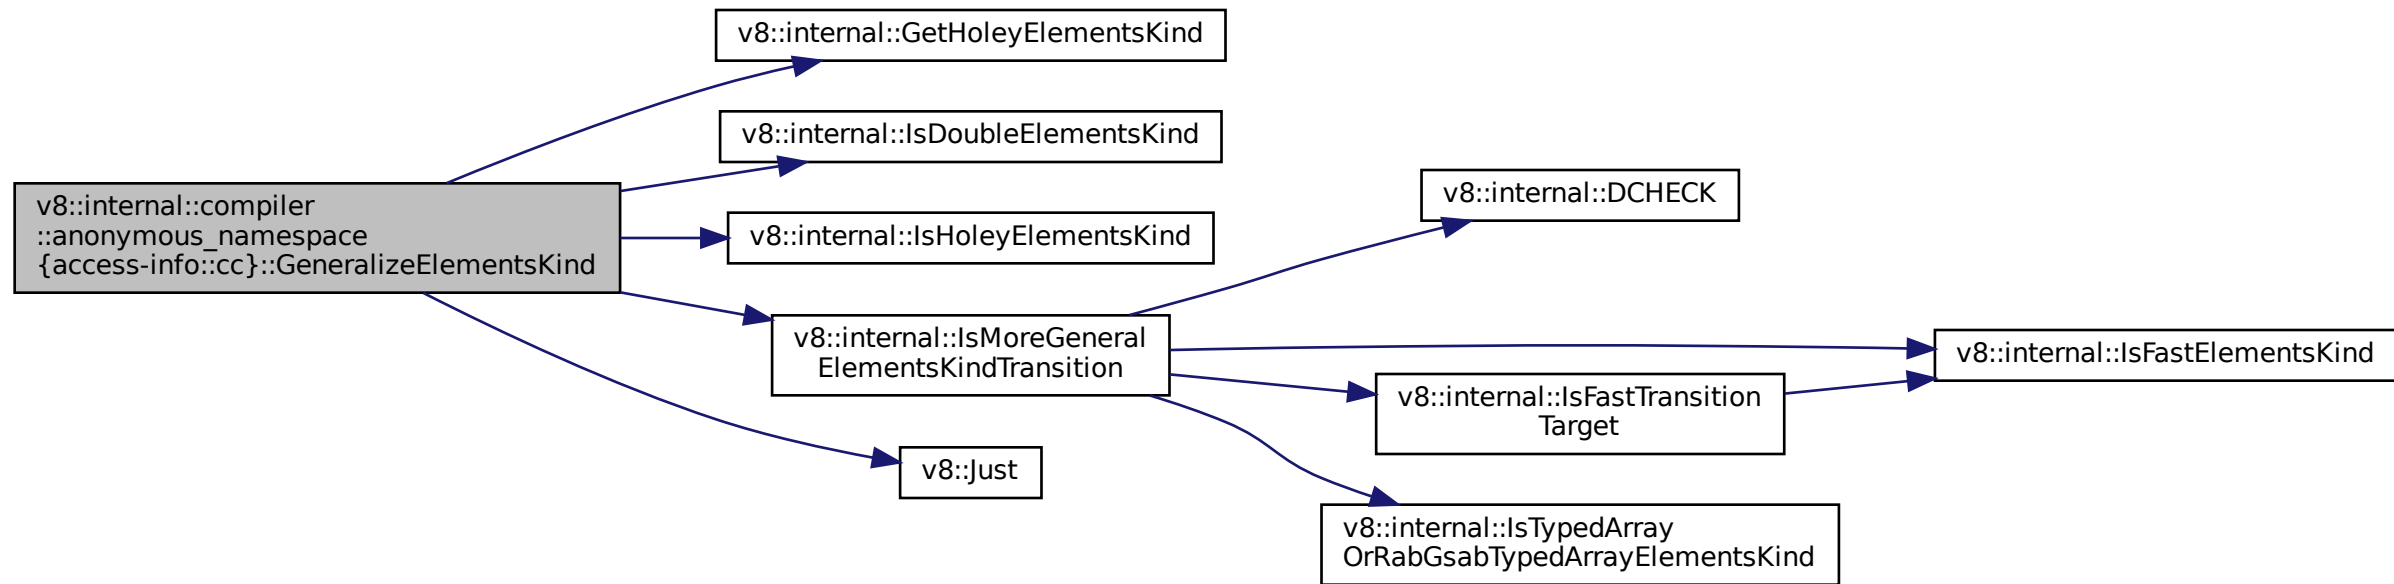 v8::internal::GetHoleyElementsKind
v8::internal::IsDoubleElementsKind
v8::internal::compiler
::anonymous_namespace
{access-info::cc}::GeneralizeElementsKind
v8::internal::IsHoleyElementsKind
v8::internal::IsMoreGeneral
ElementsKindTransition
v8::Just
v8::internal::DCHECK
v8::internal::IsFastTransition
Target
v8::internal::IsTypedArray
OrRabGsabTypedArrayElementsKind
v8::internal::IsFastElementsKind